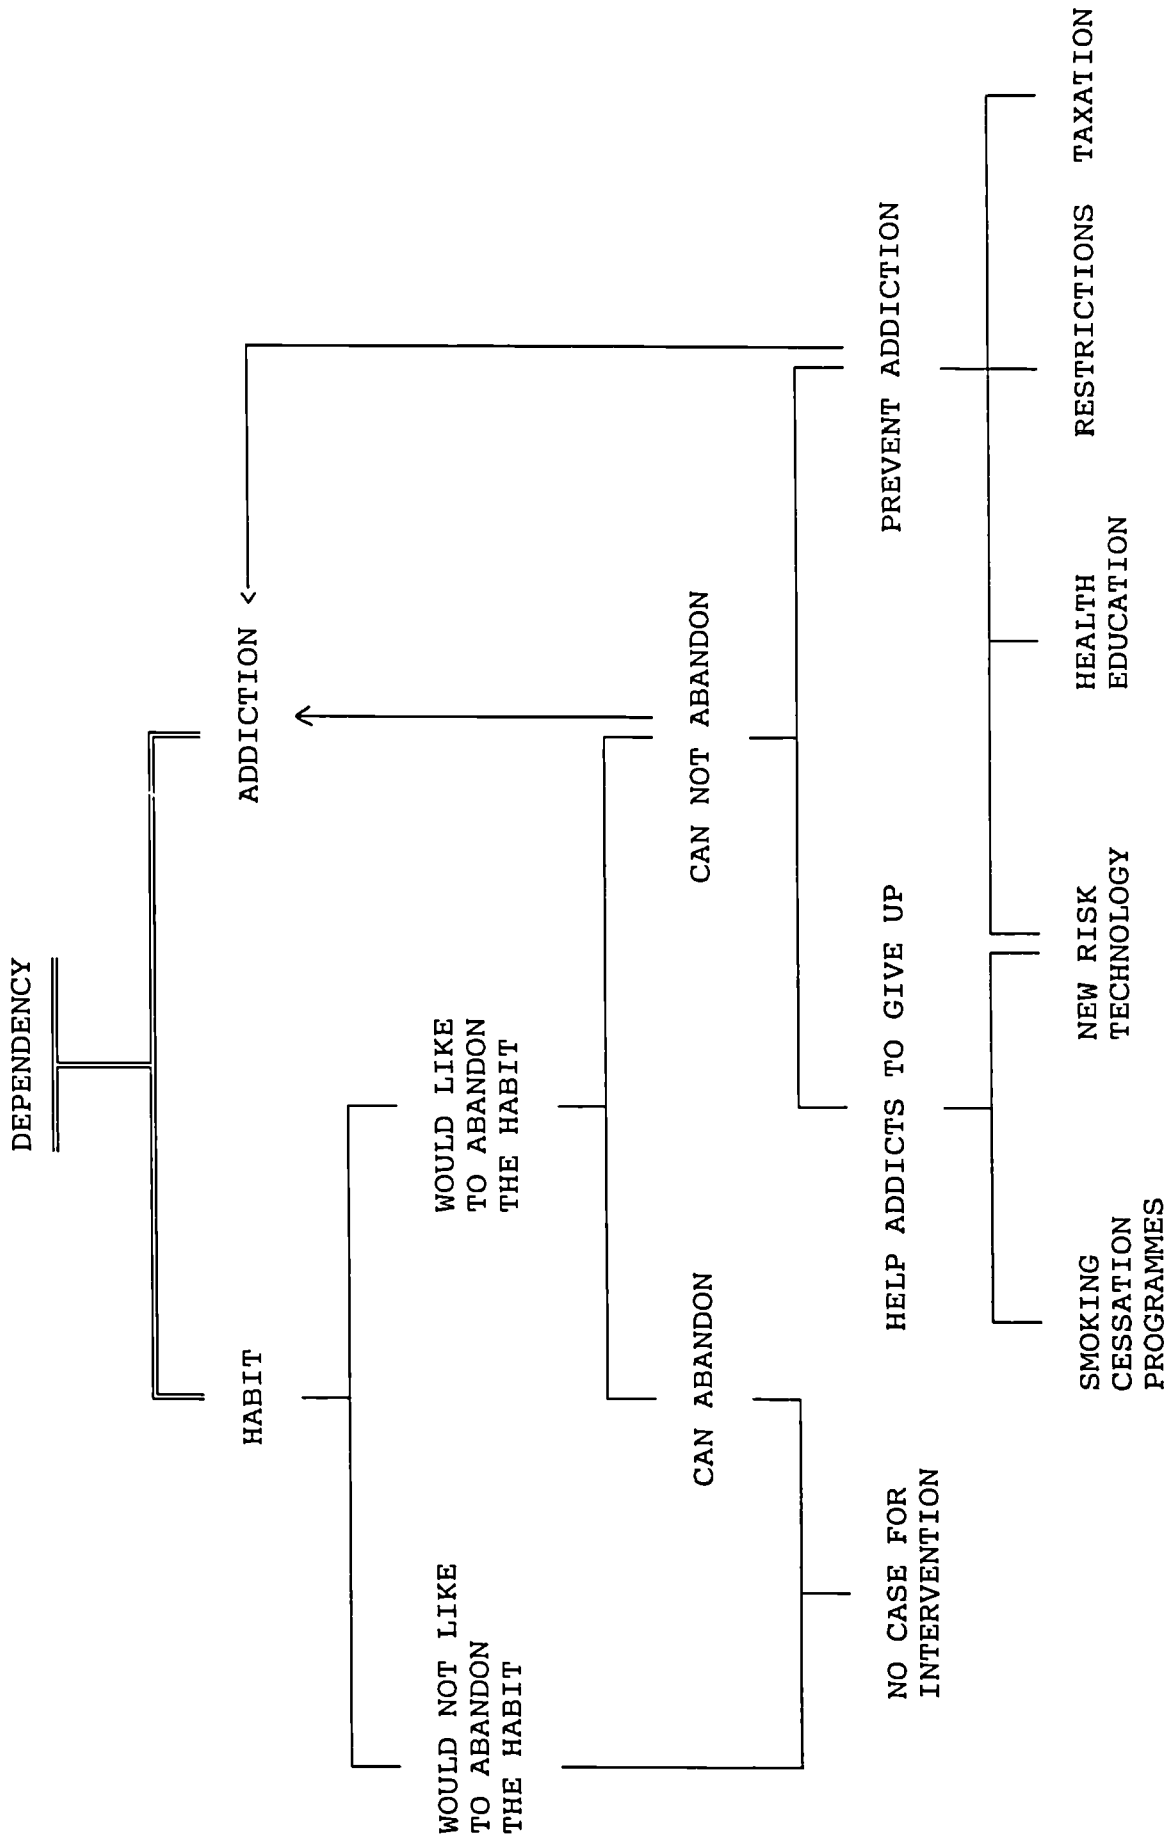 DEPENDENCY
HABIT
ADDICTION
WOULD NOT LIKE
TO ABANDON
THE HABIT
WOULD LIKE
TO ABANDON
THE HABIT
CAN ABANDON
CAN NOT ABANDON
NO CASE FOR
INTERVENTION
HELP ADDICTS TO GIVE UP
PREVENT ADDICTION
SMOKING
CESSATION
PROGRAMMES
NEW RISK
TECHNOLOGY
HEALTH
EDUCATION
RESTRICTIONS
TAXATION